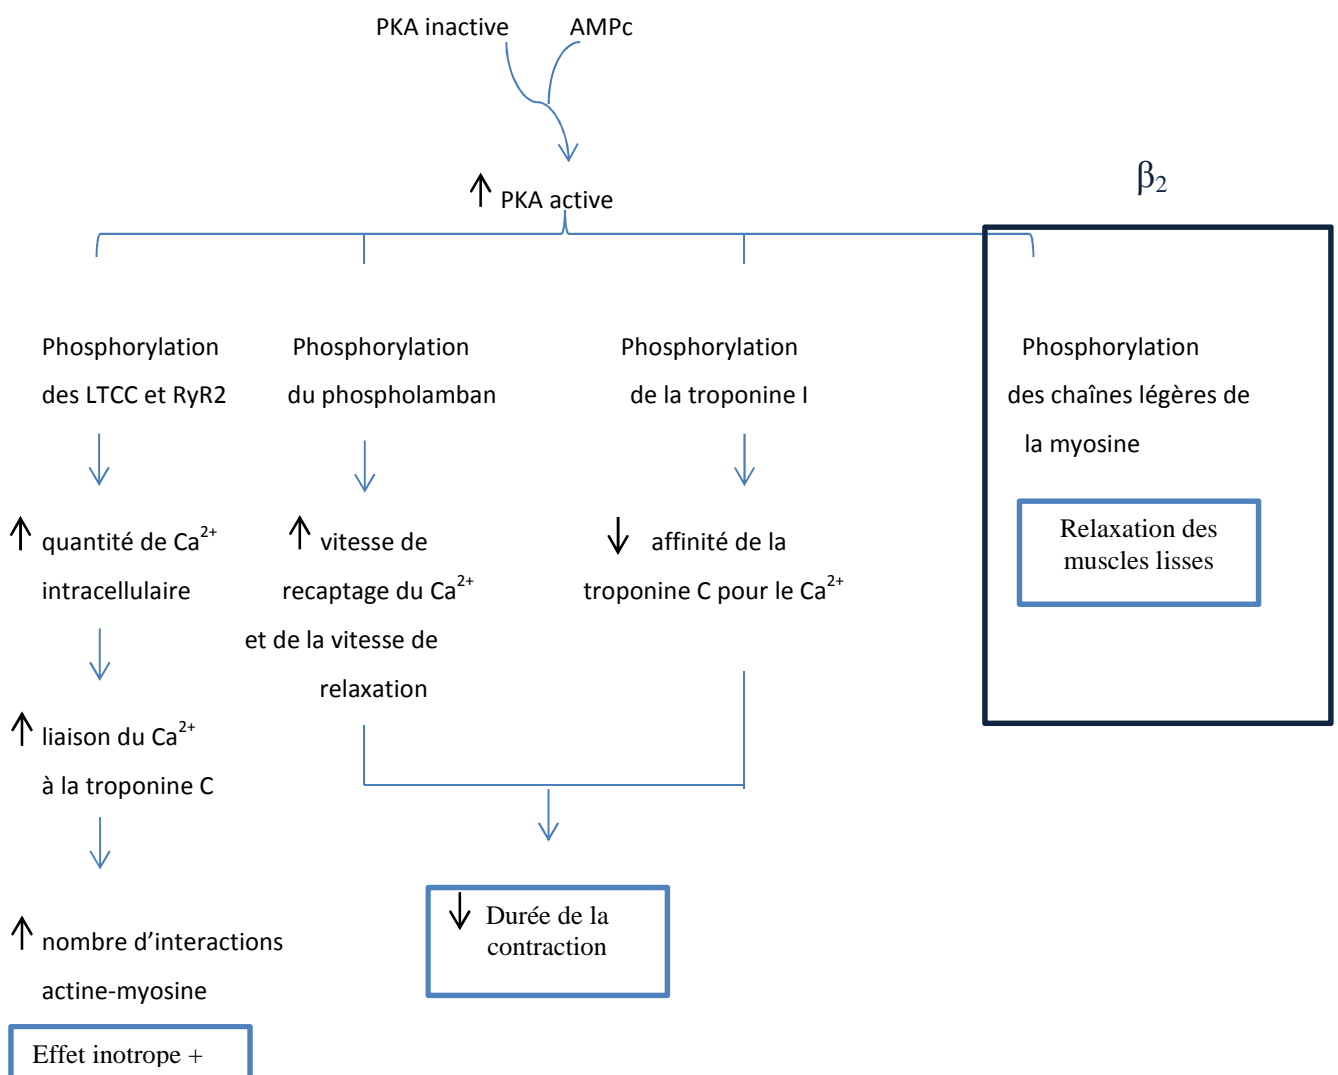 PKA inactive
AMPc
PKA active
β₂
Phosphorylation
des LTCC et RyR2
quantité de Ca²⁺
intracellulaire
liaison du Ca²⁺
à la troponine C
nombre d’interactions
actine-myosine
Effet inotrope +
Phosphorylation
du phospholamban
vitesse de
recaptage du Ca²⁺
et de la vitesse de
relaxation
Phosphorylation
de la troponine I
affinité de la
troponine C pour le Ca²⁺
Durée de la
contraction
Phosphorylation
des chaînes légères de
la myosine
Relaxation des
muscles lisses